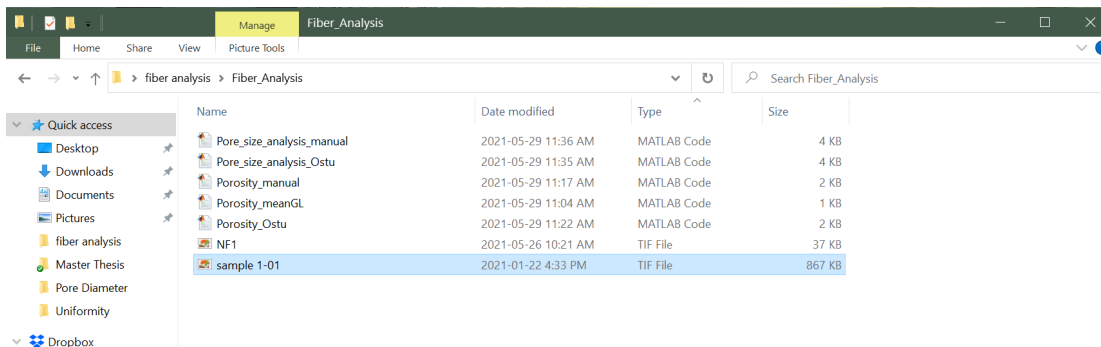 Manage
Fiber_Analysis
File
Home
Share
View
Picture Tools
fiber analysis
Fiber_Analysis
Search Fiber_Analysis
Name
Date modified
Type
Size
Quick access
Desktop
Downloads
Documents
Pictures
fiber analysis
Master Thesis
Pore Diameter
Uniformity
Dropbox
Pore_size_analysis_manual 2021-05-29 11:36 AM MATLAB Code 4 KB
Pore_size_analysis_Ostu 2021-05-29 11:35 AM MATLAB Code 4 KB
Porosity_manual 2021-05-29 11:17 AM MATLAB Code 2 KB
Porosity_meanGL 2021-05-29 11:04 AM MATLAB Code 1 KB
Porosity_Ostu 2021-05-29 11:22 AM MATLAB Code 2 KB
NF1 2021-05-26 10:21 AM TIF File 37 KB
sample 1-01 2021-01-22 4:33 PM TIF File 867 KB